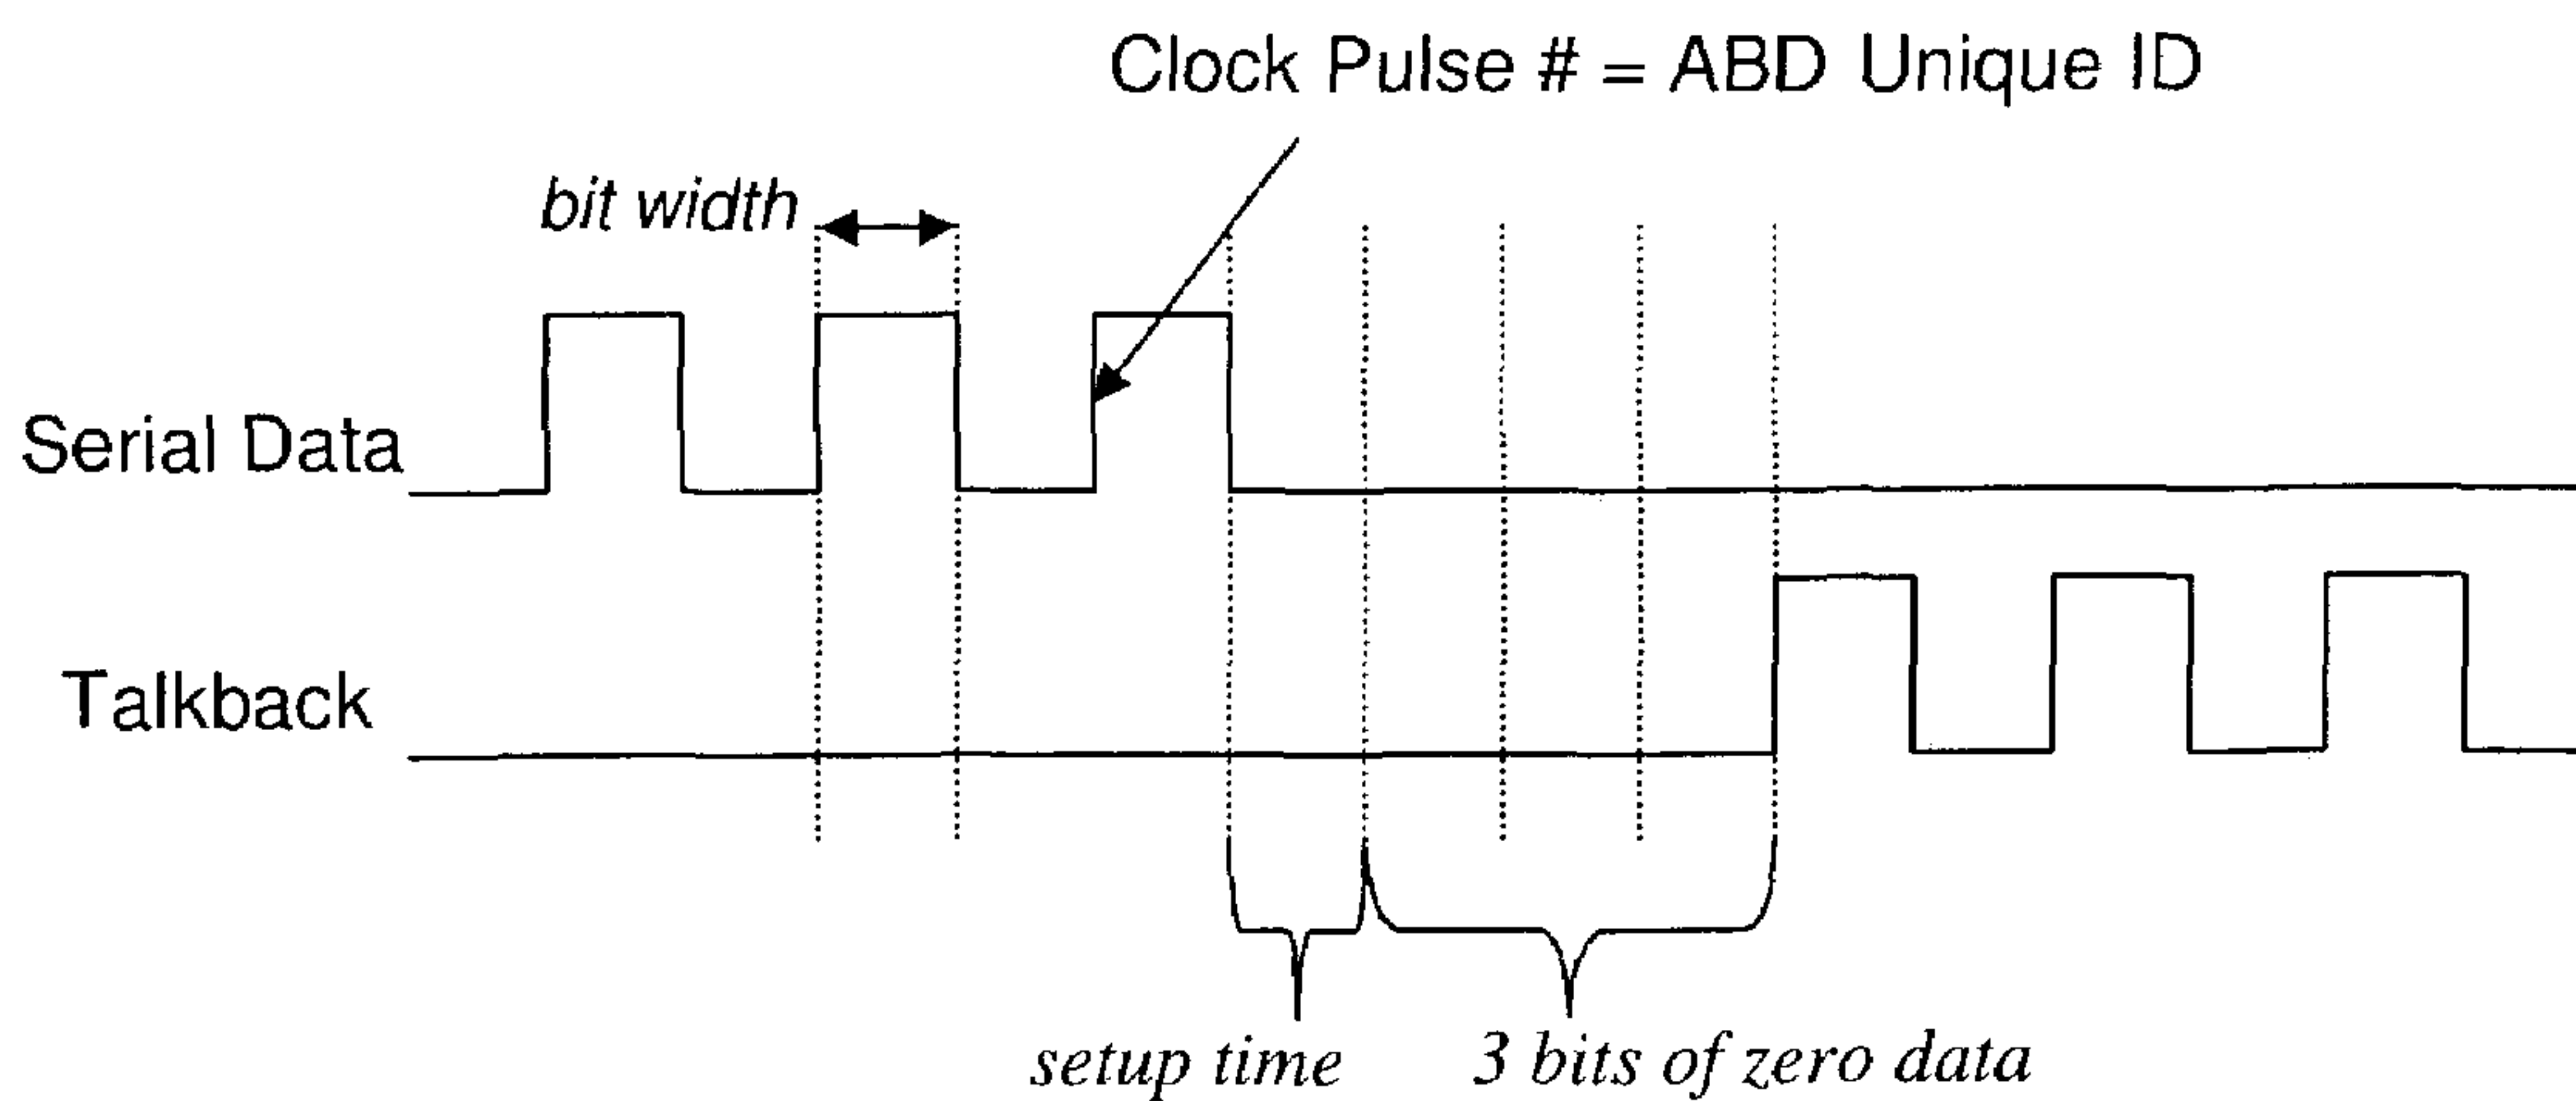 Clock Pulse # = ABD Unique ID
bit width
Serial Data
Talkback
setup time
3 bits of zero data